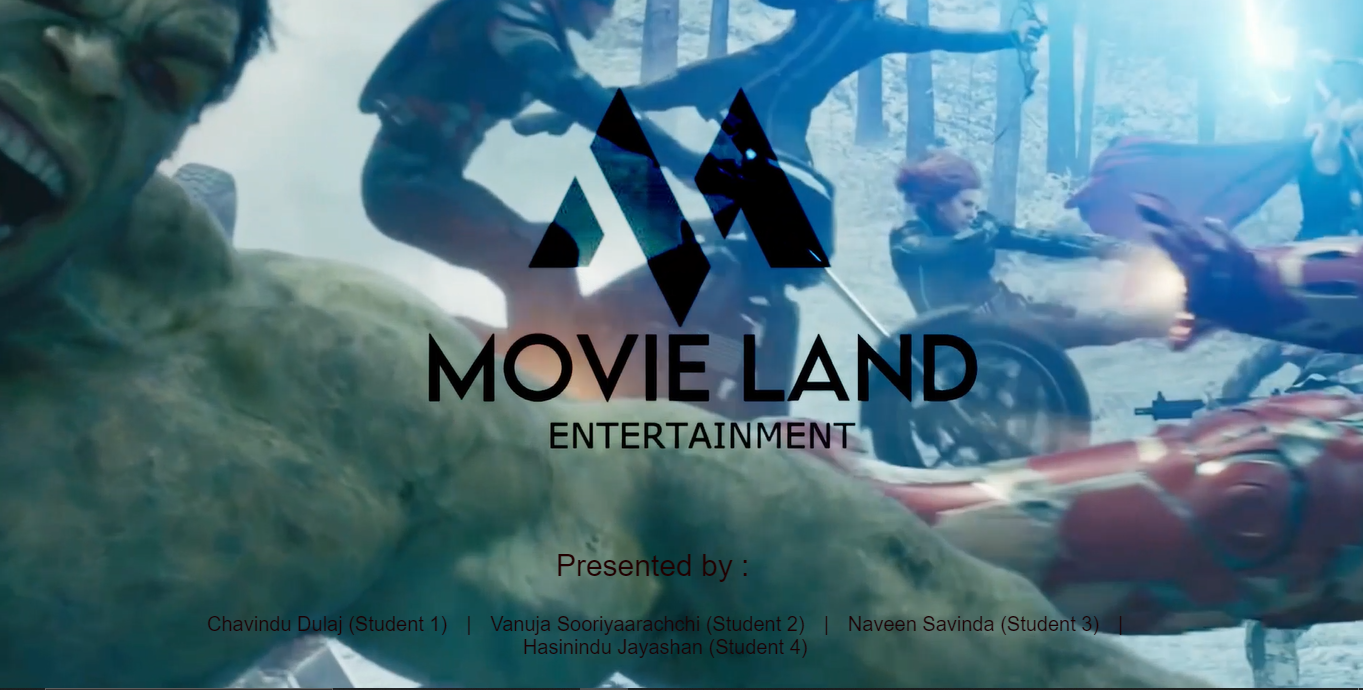 MOVIE LAND
ENTERTAINMENT
Presented by :
Chavindu Dulaj (Student 1) | Vanuja Sooriyaarachchi (Student 2) | Naveen Savinda (Student 3) |
Hasinindu Jayashan (Student 4)